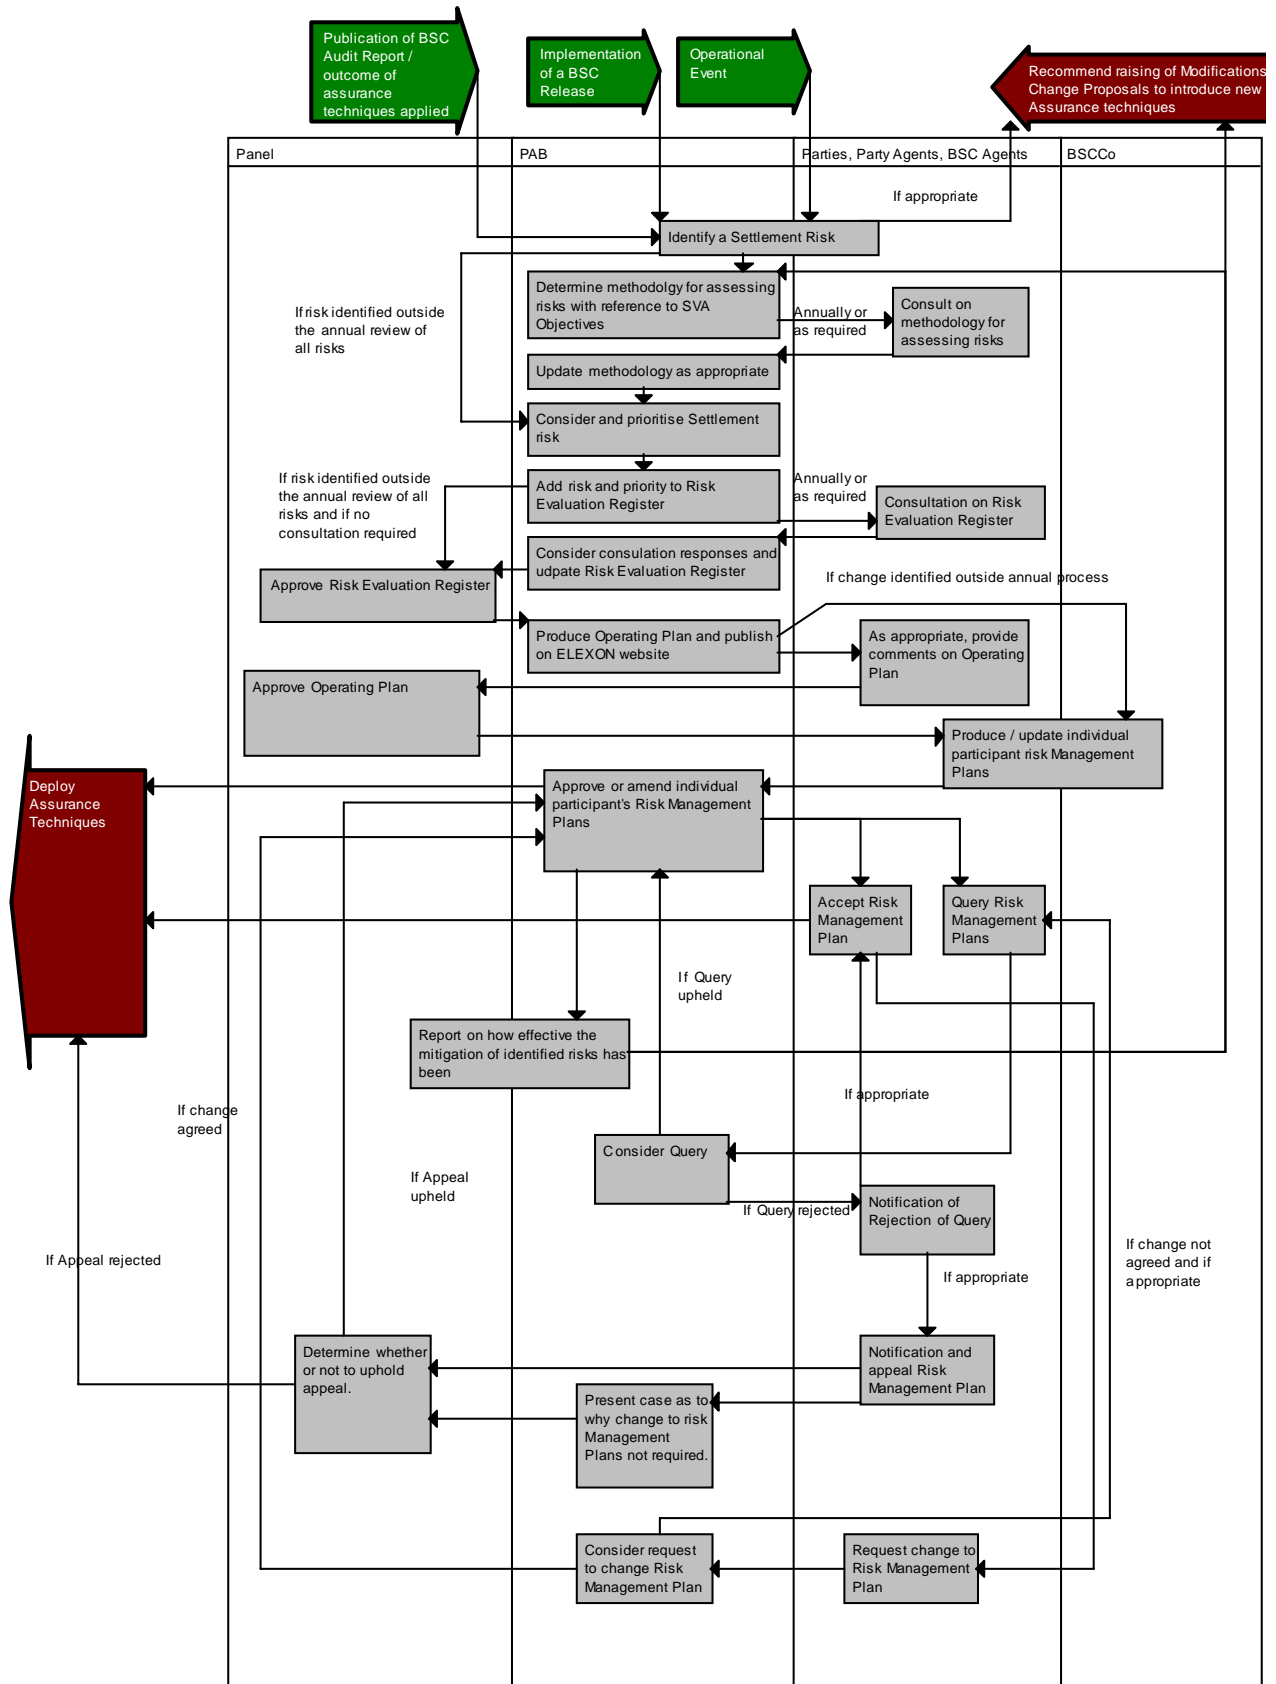 Publication of BSC
Audit Report /
outcome of
assurance
techniques applied
Implementation
of a BSC
Release
Operational
Event
Recommend raising of Modifications
Change Proposals to introduce new
Assurance techniques
Panel
PAB
Parties, Party Agents, BSC Agents
BSCCo
If appropriate
Identify a Settlement Risk
If risk identified outside
the annual review of
all risks
Determine methodolgy for assessing
risks with reference to SVA
Objectives
Annually or
as required
Consult on
methodology for
assessing risks
Update methodology as appropriate
Consider and prioritise Settlement
risk
If risk identified outside
the annual review of all
risks and if no
consultation required
Add risk and priority to Risk
Evaluation Register
Annually or
as required
Consultation on Risk
Evaluation Register
Consider consulation responses and
udpate Risk Evaluation Register
Approve Risk Evaluation Register
If change identified outside annual process
Produce Operating Plan and publish
on ELEXON website
As appropriate, provide
comments on Operating
Plan
Approve Operating Plan
Produce / update individual
participant risk Management
Plans
Deploy
Assurance
Techniques
Approve or amend individual
participant's Risk Management
Plans
Accept Risk
Management
Plan
Query Risk
Management
Plans
If Query
upheld
Report on how effective the
mitigation of identified risks has
been
If appropriate
If change
agreed
Consider Query
If Appeal
upheld
If Query rejected
Notification of
Rejection of Query
If Appeal rejected
If appropriate
If change not
agreed and if
appropriate
Determine whether
or not to uphold
appeal.
Notification and
appeal Risk
Management Plan
Present case as to
why change to risk
Management
Plans not required.
Consider request
to change Risk
Management Plan
Request change to
Risk Management
Plan